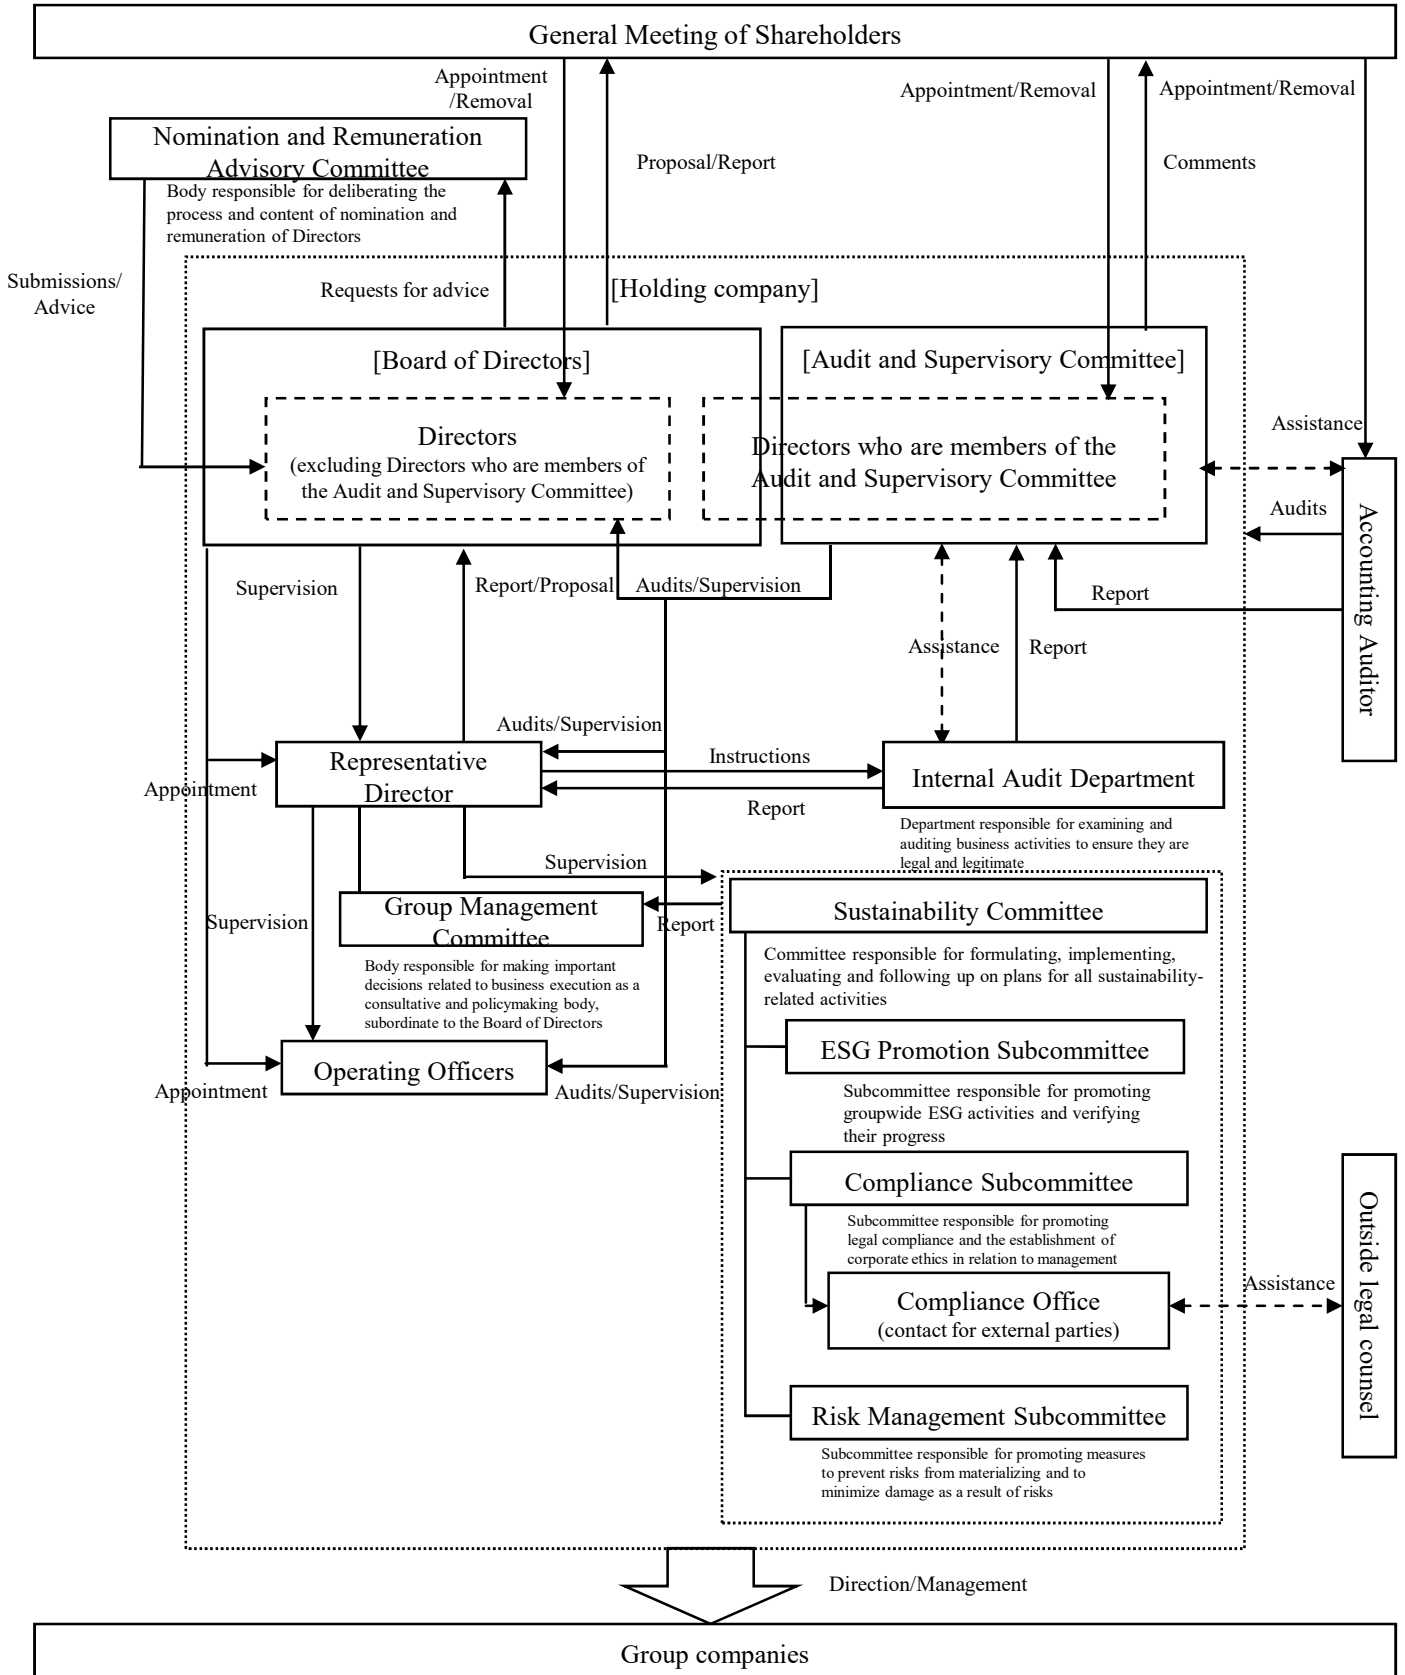 General Meeting of Shareholders
Appointment
/Removal
Appointment/Removal
Appointment/Removal
Nomination and Remuneration
Advisory Committee
Proposal/Report
Comments
Body responsible for deliberating the
process and content of nomination and
remuneration of Directors
Submissions/
Advice
Requests for advice
[Holding company]
[Board of Directors]
[Audit and Supervisory Committee]
Directors
(excluding Directors who are members of
the Audit and Supervisory Committee)
Directors who are members of the
Audit and Supervisory Committee
Assistance
Audits
Accounting Auditor
Supervision
Report/Proposal
Audits/Supervision
Report
Assistance
Report
Audits/Supervision
Representative
Director
Instructions
Internal Audit Department
Appointment
Report
Department responsible for examining and
auditing business activities to ensure they are
legal and legitimate
Supervision
Group Management
Committee
Supervision
Report
Sustainability Committee
Committee responsible for formulating, implementing,
evaluating and following up on plans for all sustainability-
related activities
Body responsible for making important
decisions related to business execution as a
consultative and policymaking body,
subordinate to the Board of Directors
ESG Promotion Subcommittee
Operating Officers
Appointment
Audits/Supervision
Subcommittee responsible for promoting
groupwide ESG activities and verifying
their progress
Compliance Subcommittee
Subcommittee responsible for promoting
legal compliance and the establishment of
corporate ethics in relation to management
Compliance Office
(contact for external parties)
Assistance
Outside legal counsel
Risk Management Subcommittee
Subcommittee responsible for promoting measures
to prevent risks from materializing and to
minimize damage as a result of risks
Direction/Management
Group companies